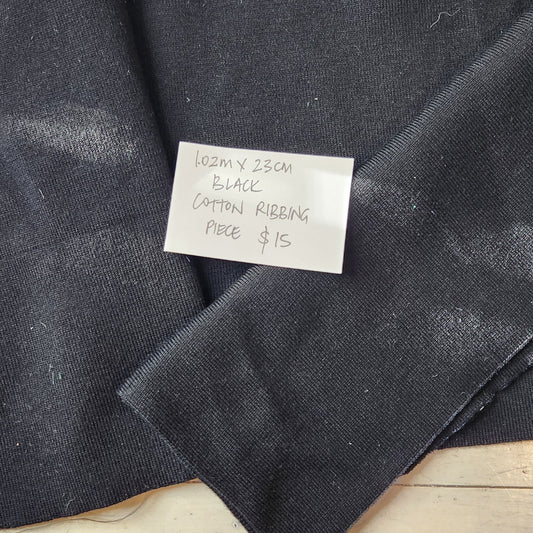 1.02M X 23CM
BLACK
COTTON RIBBING
PIECE $15